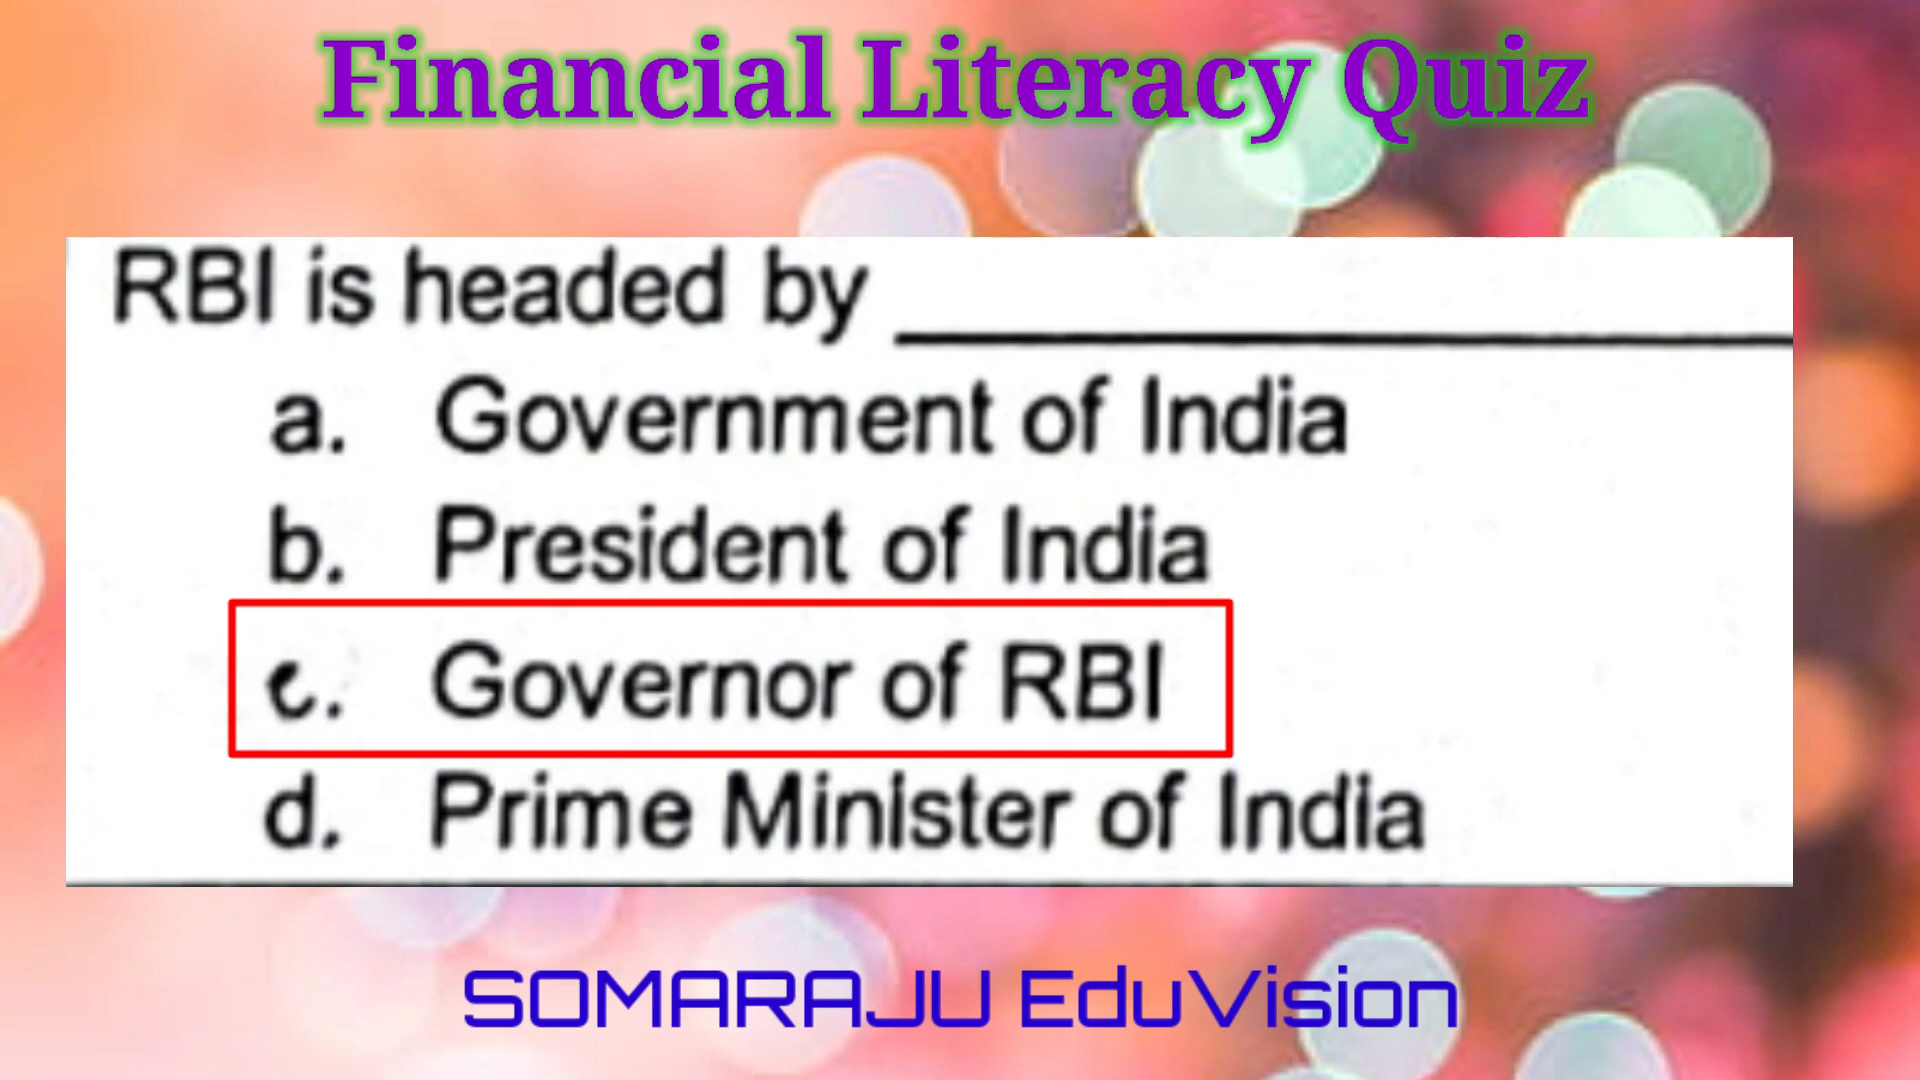 Financial Literacy Quiz
RBI is headed by ____________
a. Government of India
b. President of India
c. Governor of RBI
d. Prime Minister of India
SOMARAJU EduVision